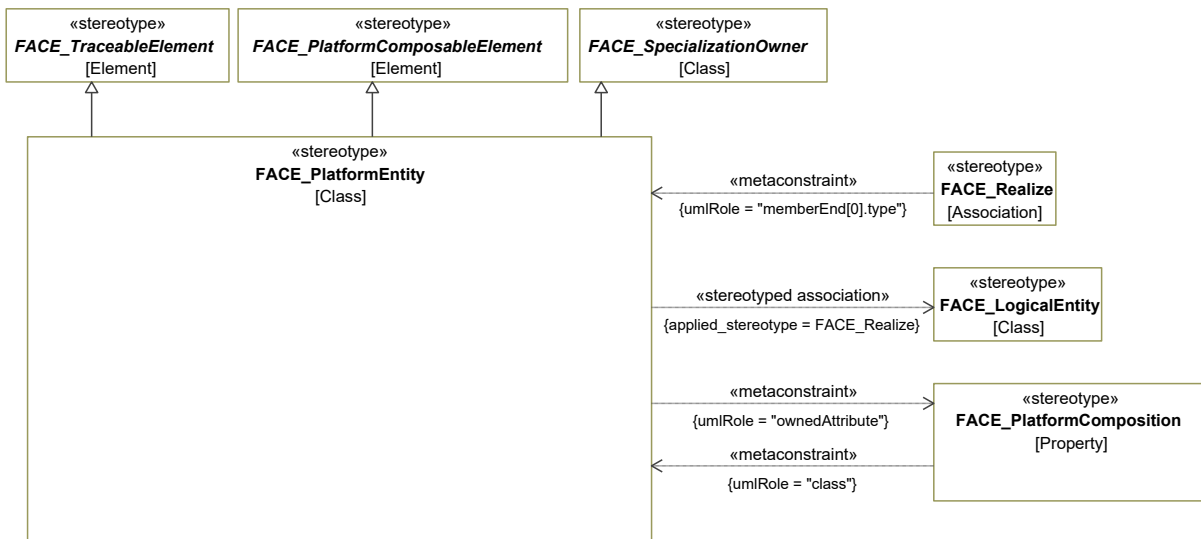 «stereotype»
FACE_TraceableElement
[Element]
«stereotype»
FACE_PlatformComposableElement
[Element]
«stereotype»
FACE_SpecializationOwner
[Class]
«stereotype»
FACE_PlatformEntity
[Class]
«metaconstraint»
{umlRole = "memberEnd[0].type"}
«stereotype»
FACE_Realize
[Association]
«stereotyped association»
{applied_stereotype = FACE_Realize}
«stereotype»
FACE_LogicalEntity
[Class]
«metaconstraint»
{umlRole = "ownedAttribute"}
«stereotype»
FACE_PlatformComposition
[Property]
«metaconstraint»
{umlRole = "class"}